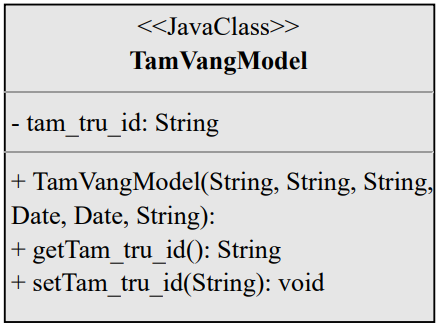 <<JavaClass>>
TamVangModel
- tam_tru_id: String
+ TamVangModel(String, String, String,
Date, Date, String):
+ getTam_tru_id(): String
+ setTam_tru_id(String): void